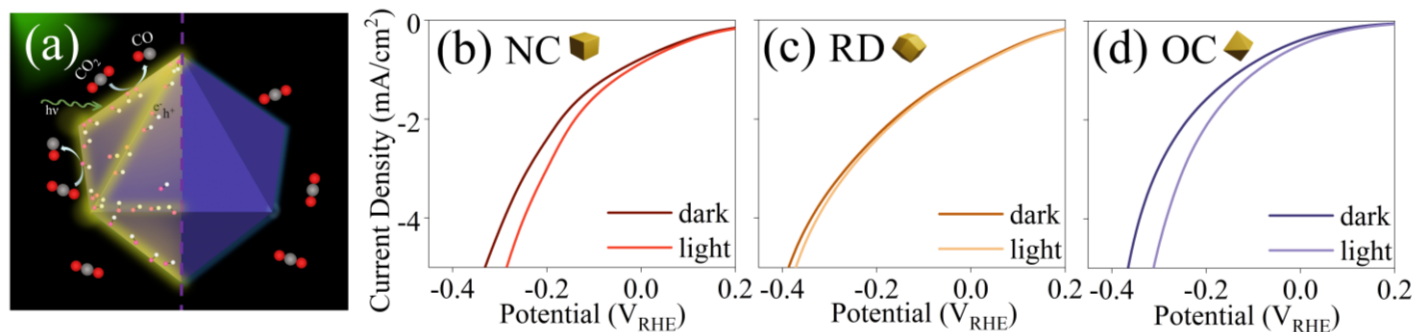 (a)
CO
CO₂
hν
e⁻
h⁺
Current Density (mA/cm²)
0
-2
-4
(b) NC
dark
light
-0.4 -0.2 0.0 0.2
Potential (V_RHE)
(c) RD
dark
light
-0.4 -0.2 0.0 0.2
Potential (V_RHE)
(d) OC
dark
light
-0.4 -0.2 0.0 0.2
Potential (V_RHE)